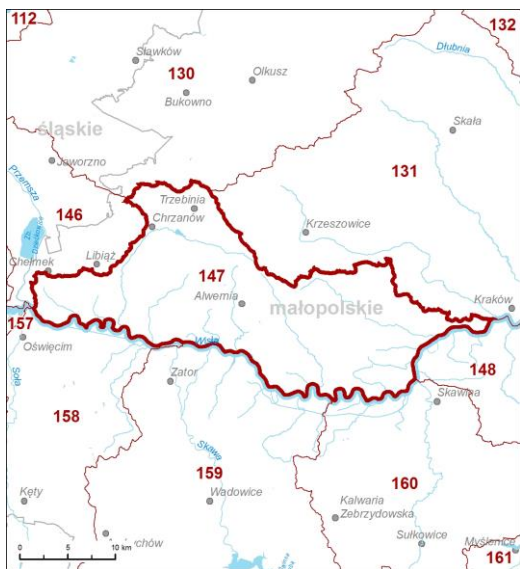 112
132
Sławków
130
Dłubnia
Olkusz
Bukowno
śląskie
Skała
Jaworzno
131
Przemsza
Trzebinia
146
Chrzanów
Krzeszowice
Chełmek
Libiąż
147
Alwernia
małopolskie
Kraków
157
Wisła
Oświęcim
148
Soła
Zator
Skawina
158
Skawa
159
160
Kęty
Wadowice
Kalwaria
Zebrzydowska
Sułkowice
Myślenice
161
0 5 10 km